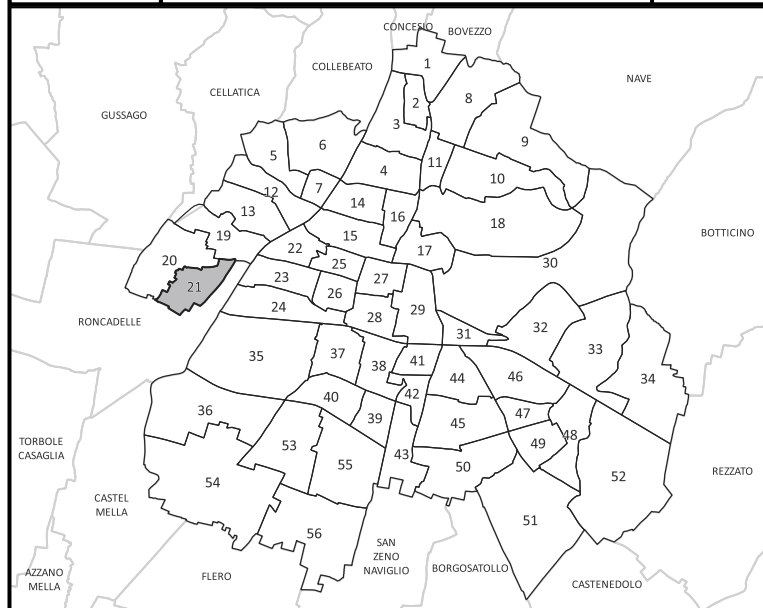 CONCESIO
BOVEZZO
1
COLLEBEATO
NAVE
CELLATICA
8
2
GUSSAGO
3
9
6
5
11
4
10
7
12
14
13
16
18
BOTTICINO
19
15
22
17
20
25
30
23
27
21
26
24
29
28
RONCADELLE
32
31
33
35
37
41
38
46
44
34
40
42
36
39
47
45
48
53
49
TORBOLE
CASAGLIA
43
55
50
REZZATO
52
54
CASTEL
MELLA
51
56
SAN
ZENO
NAVIGLIO
BORGOSATOLLO
AZZANO
MELLA
FLERO
CASTENEDOLO